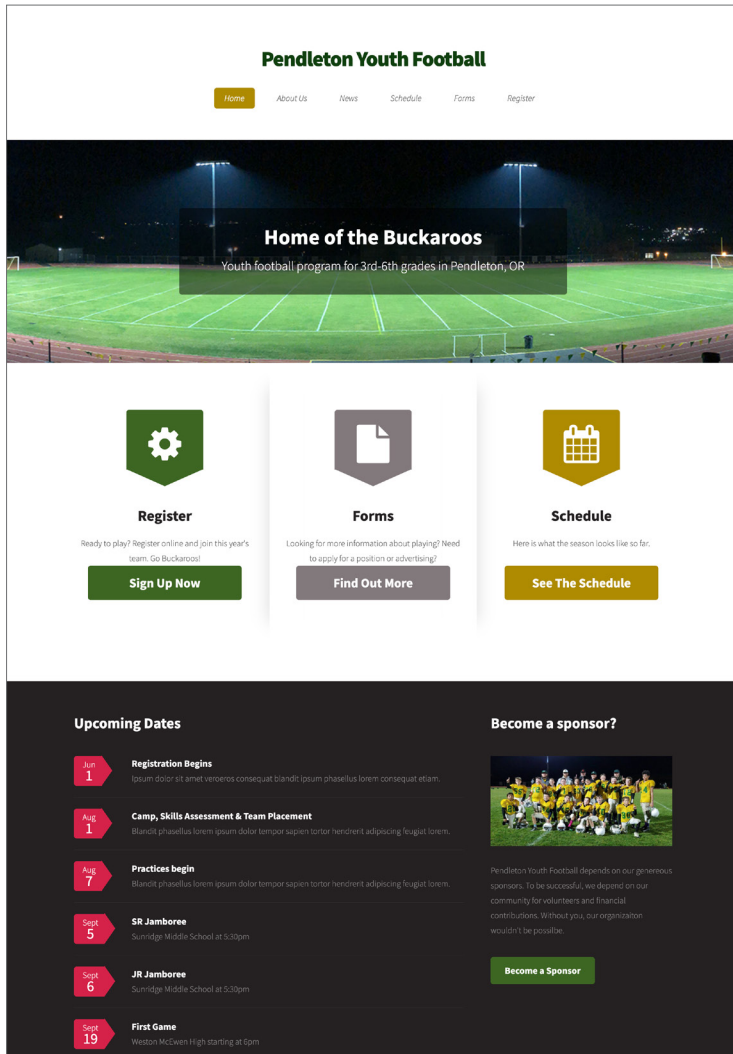 Pendleton Youth Football
Home About Us News Schedule Forms Register
Home of the Buckaroos
Youth football program for 3rd-6th grades in Pendleton, OR
Register
Ready to play? Register online and join this year's
team. Go Buckaroos!
Sign Up Now
Forms
Looking for more information about playing? Need
to apply for a position or advertising?
Find Out More
Schedule
Here is what the season looks like so far.
See The Schedule
Upcoming Dates
Jun
1
Registration Begins
Ipsum dolor sit amet veroeros consequat blandit ipsum phasellus lorem consequat etiam.
Aug
1
Camp, Skills Assessment & Team Placement
Blandit phasellus lorem ipsum dolor tempor sapien tortor hendrerit adipiscing feugiat lorem.
Aug
7
Practices begin
Blandit phasellus lorem ipsum dolor tempor sapien tortor hendrerit adipiscing feugiat lorem.
Sept
5
SR Jamboree
Sunridge Middle School at 5:30pm
Sept
6
JR Jamboree
Sunridge Middle School at 5:30pm
Sept
19
First Game
Weston McEwen High starting at 6pm
Become a sponsor?
Pendleton Youth Football depends on our genereous
sponsors. To be successful, we depend on our
community for volunteers and financial
contributions. Without you, our organizaiton
wouldn't be possilbe.
Become a Sponsor